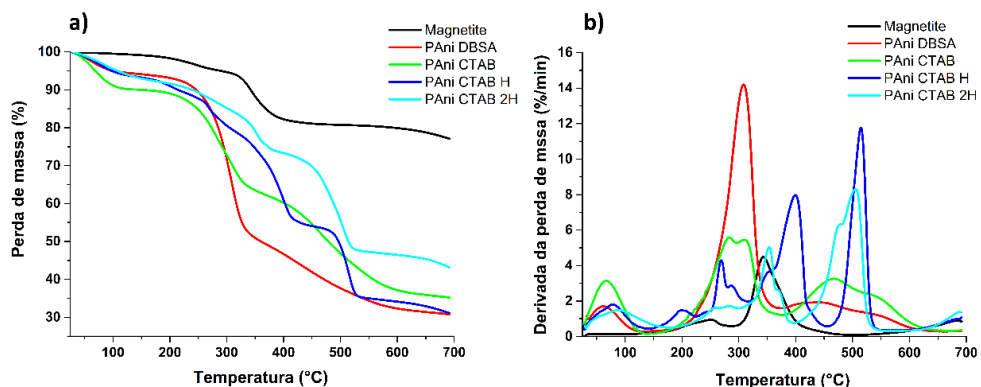 a)
Magnetite
PAni DBSA
PAni CTAB
PAni CTAB H
PAni CTAB 2H
Perda de massa (%)
100
90
80
70
60
50
40
30
100 200 300 400 500 600 700
Temperatura (°C)
b)
Magnetite
PAni DBSA
PAni CTAB
PAni CTAB H
PAni CTAB 2H
Derivada da perda de mssa (%/min)
16
14
12
10
8
6
4
2
0
100 200 300 400 500 600 700
Temperatura (°C)